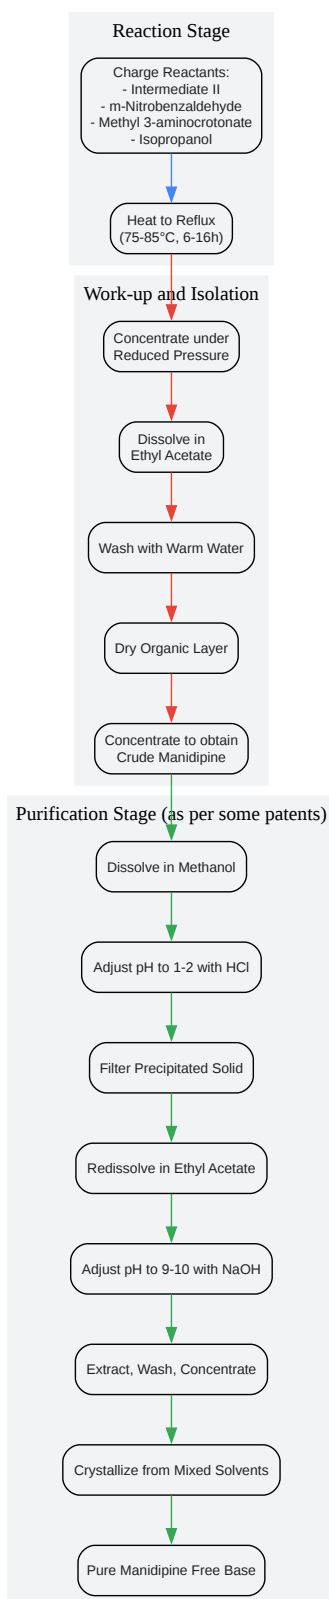 Reaction Stage
Charge Reactants:
- Intermediate II
- m-Nitrobenzaldehyde
- Methyl 3-aminocrotonate
- Isopropanol
Heat to Reflux
(75-85°C, 6-16h)
Work-up and Isolation
Concentrate under
Reduced Pressure
Dissolve in
Ethyl Acetate
Wash with Warm Water
Dry Organic Layer
Concentrate to obtain
Crude Manidipine
Purification Stage (as per some patents)
Dissolve in Methanol
Adjust pH to 1-2 with HCl
Filter Precipitated Solid
Redissolve in Ethyl Acetate
Adjust pH to 9-10 with NaOH
Extract, Wash, Concentrate
Crystallize from Mixed Solvents
Pure Manidipine Free Base